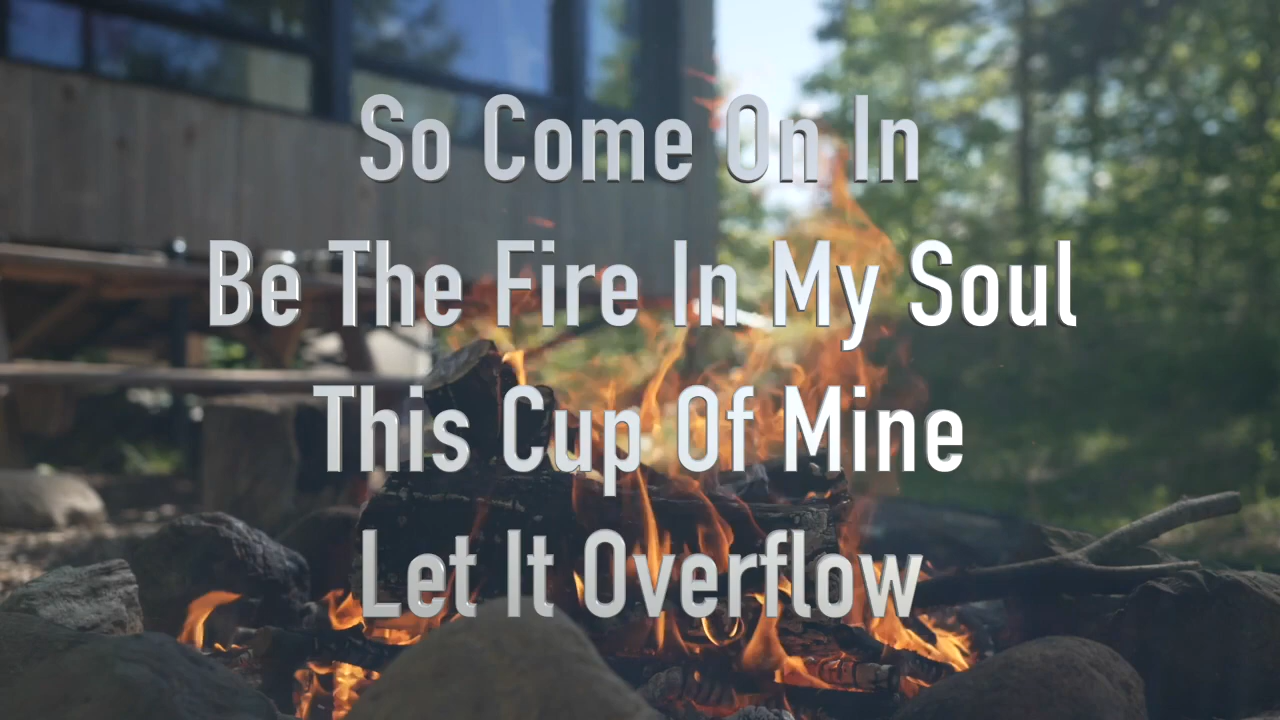 So Come On In
Be The Fire In My Soul
This Cup Of Mine
Let It Overflow